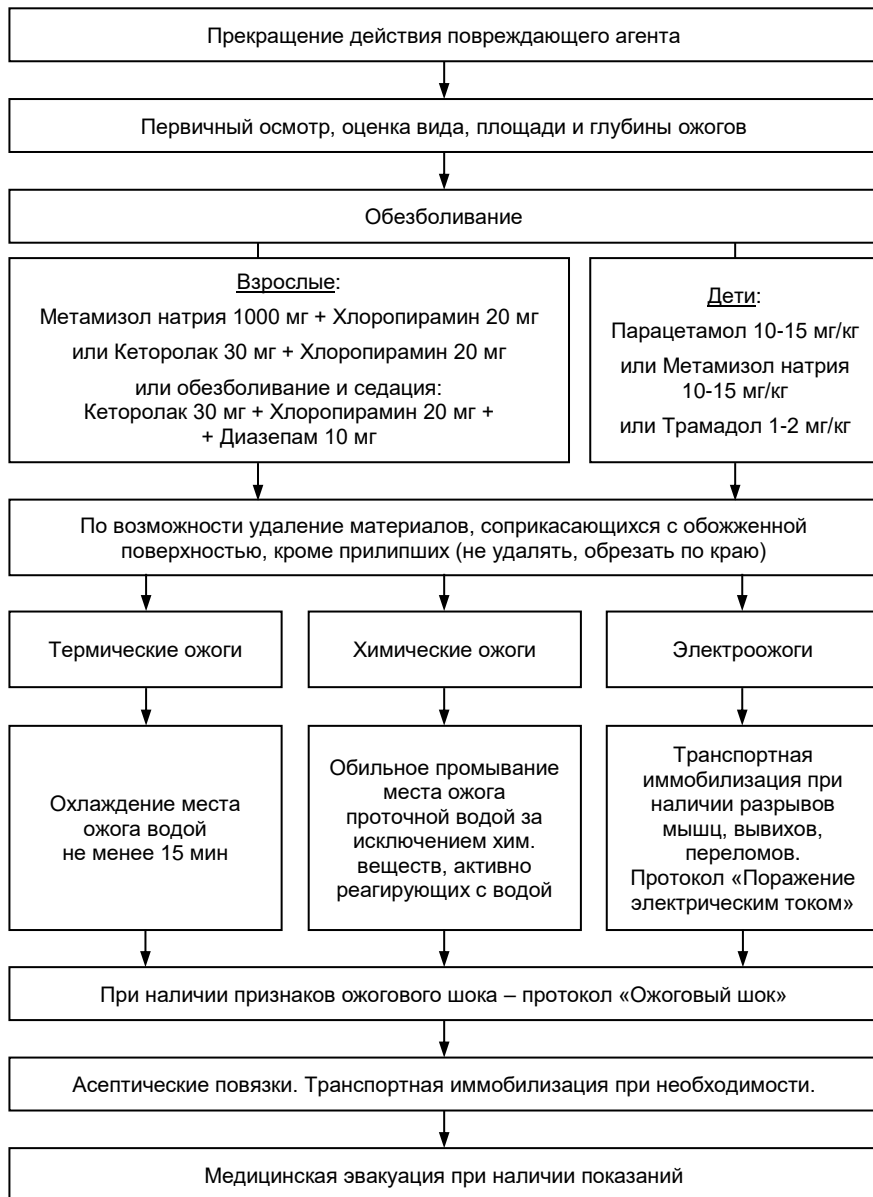 Прекращение действия повреждающего агента
Первичный осмотр, оценка вида, площади и глубины ожогов
Обезболивание
Взрослые:
Метамизол натрия 1000 мг + Хлоропирамин 20 мг
или Кеторолак 30 мг + Хлоропирамин 20 мг
или обезболивание и седация:
Кеторолак 30 мг + Хлоропирамин 20 мг +
+ Диазепам 10 мг
Дети:
Парацетамол 10-15 мг/кг
или Метамизол натрия
10-15 мг/кг
или Трамадол 1-2 мг/кг
По возможности удаление материалов, соприкасающихся с обожженной
поверхностью, кроме прилипших (не удалять, обрезать по краю)
Термические ожоги
Химические ожоги
Электроожоги
Охлаждение места
ожога водой
не менее 15 мин
Обильное промывание
места ожога
проточной водой за
исключением хим.
веществ, активно
реагирующих с водой
Транспортная
иммобилизация при
наличии разрывов
мышц, вывихов,
переломов.
Протокол «Поражение
электрическим током»
При наличии признаков ожогового шока – протокол «Ожоговый шок»
Асептические повязки. Транспортная иммобилизация при необходимости.
Медицинская эвакуация при наличии показаний